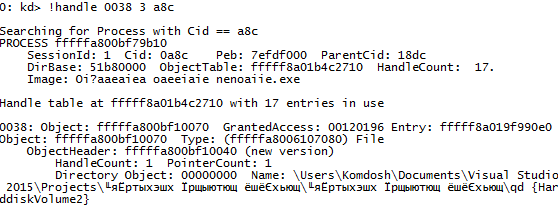 0: kd> !handle 0038 3 a8c
Searching for Process with Cid == a8c
PROCESS fffffa800bf79b10
SessionId: 1 Cid: 0a8c Peb: 7efdf000 ParentCid: 18dc
DirBase: 51b80000 ObjectTable: fffff8a01b4c2710 HandleCount: 17.
Image: Oi?aaeaiea oaeeiaie nenoaiie.exe
Handle table at fffff8a01b4c2710 with 17 entries in use
0038: Object: fffffa800bf10070 GrantedAccess: 00120196 Entry: fffff8a019f990e0
Object: fffffa800bf10070 Type: (fffffa8006107080) File
ObjectHeader: fffffa800bf10040 (new version)
HandleCount: 1 PointerCount: 1
Directory Object: 00000000 Name: \Users\Komdosh\Documents\Visual Studio
2015\Projects\╙яЁртыхэшх Їрщыютющ ёшёЄхьющ\╙яЁртыхэшх Їрщыютющ ёшёЄхьющ\qd {Har
ddiskVolume2}